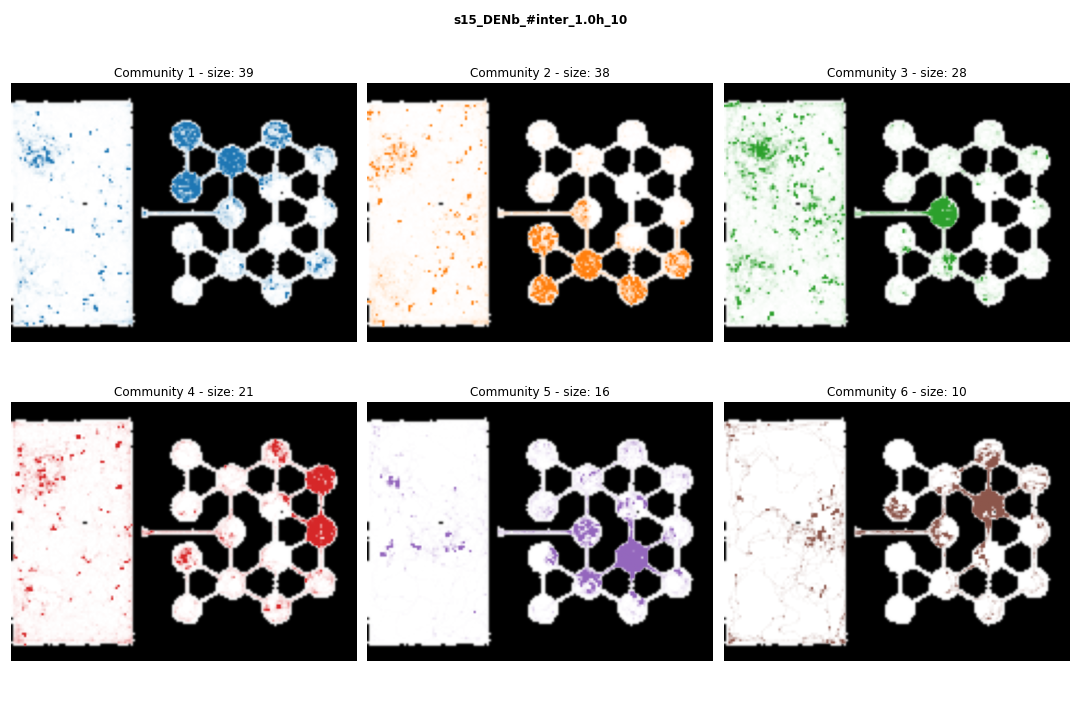 s15_DENb_#inter_1.0h_10
Community 1 - size: 39
Community 2 - size: 38
Community 3 - size: 28
Community 4 - size: 21
Community 5 - size: 16
Community 6 - size: 10